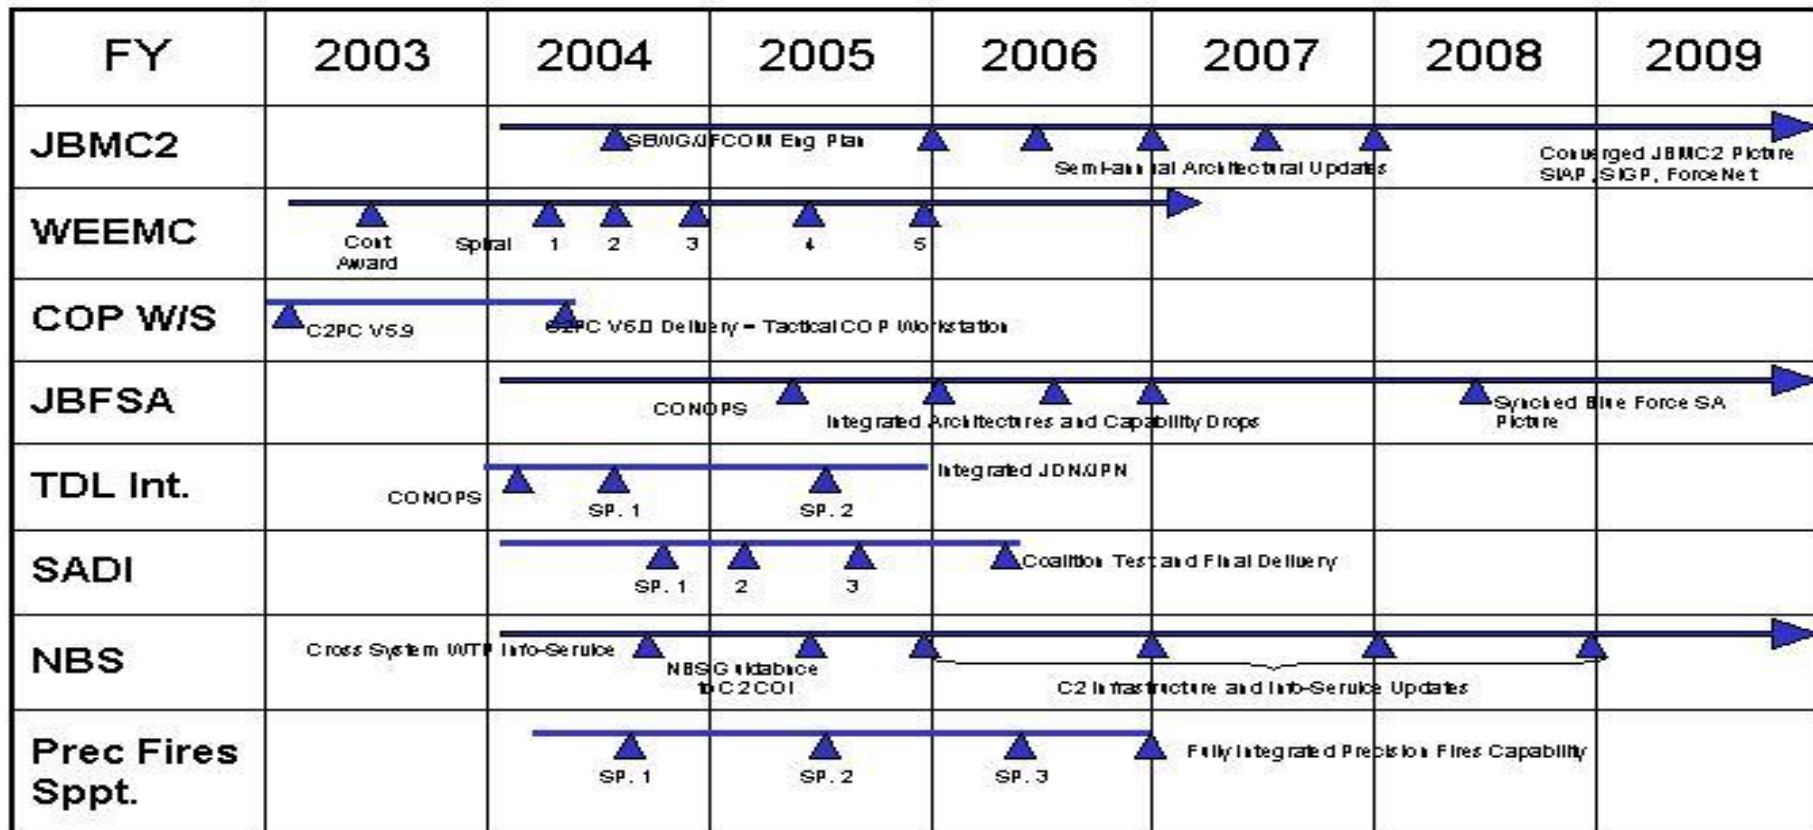 FY 2003 2004 2005 2006 2007 2008 2009
JBMC2
SEWG/JFCOM Eng Plan
Semi-annual Architectural Updates
Converged JBMC2 Picture
SIAP, SIGP, ForceNet
WEEMC
Cont
Award
Spiral 1 2 3 4 5
COP W/S
C2PC V5.9
C2PC V6.0 Delivery – Tactical COP Workstation
JBFSA
CONOPS
Integrated Architectures and Capability Drops
Synched Blue Force SA
Picture
TDL Int.
CONOPS
SP. 1
SP. 2
Integrated JDN/JPN
SADI
SP. 1 2 3
Coalition Test and Final Delivery
NBS
Cross System WTP Info-Service
NBS Guidance
to C2 COI
C2 Infrastructure and Info-Service Updates
Prec Fires
Sppt.
SP. 1
SP. 2
SP. 3
Fully Integrated Precision Fires Capability